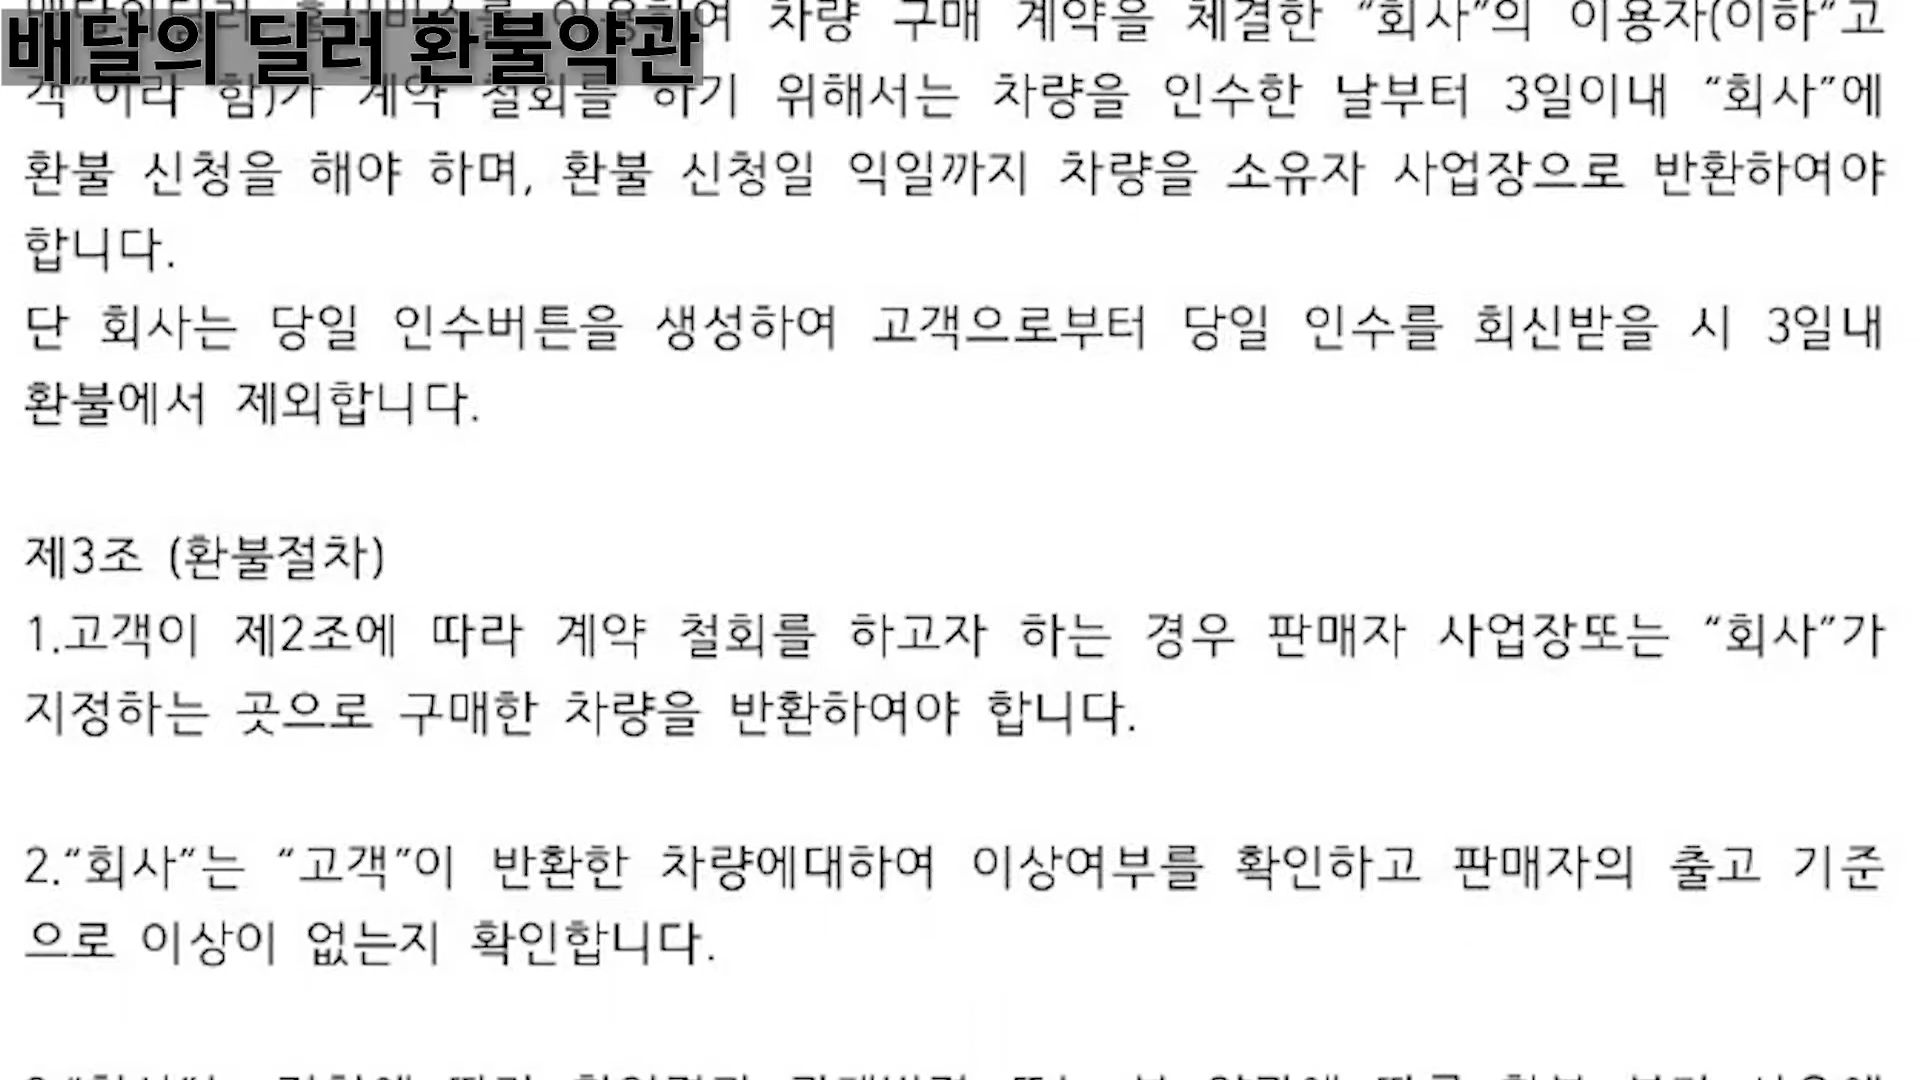 배달의 딜러 환불약관
차량 구매 계약을 체결한 “회사”의 이용자(이하“고
객”이라 함)가 계약 철회를 하기 위해서는 차량을 인수한 날부터 3일이내 “회사”에
환불 신청을 해야 하며, 환불 신청일 익일까지 차량을 소유자 사업장으로 반환하여야
합니다.
단 회사는 당일 인수버튼을 생성하여 고객으로부터 당일 인수를 회신받을 시 3일내
환불에서 제외합니다.
제3조 (환불절차)
1.고객이 제2조에 따라 계약 철회를 하고자 하는 경우 판매자 사업장또는 “회사”가
지정하는 곳으로 구매한 차량을 반환하여야 합니다.
2.“회사”는 “고객”이 반환한 차량에대하여 이상여부를 확인하고 판매자의 출고 기준
으로 이상이 없는지 확인합니다.